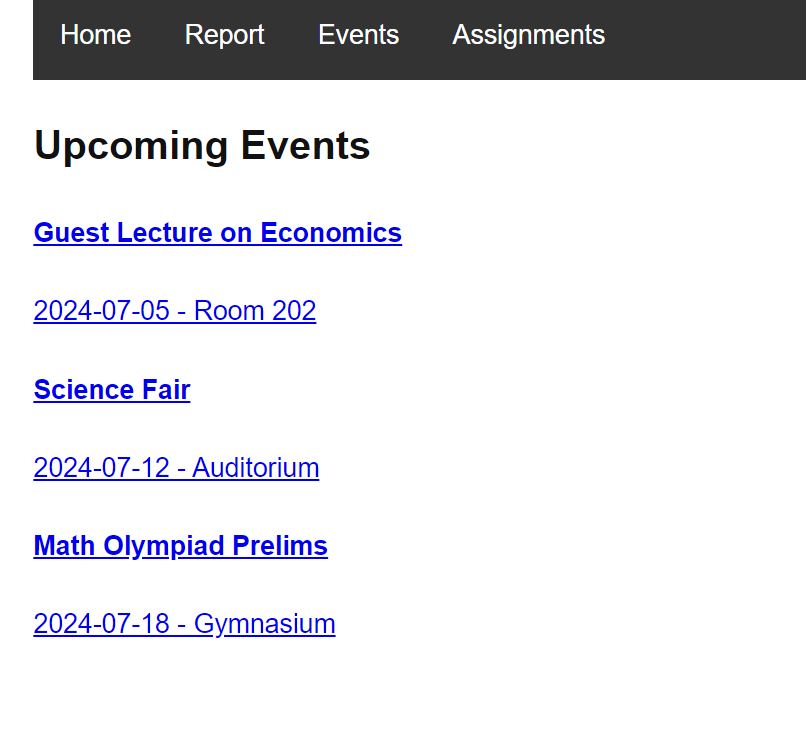 Home Report Events Assignments
Upcoming Events
Guest Lecture on Economics
2024-07-05 - Room 202
Science Fair
2024-07-12 - Auditorium
Math Olympiad Prelims
2024-07-18 - Gymnasium